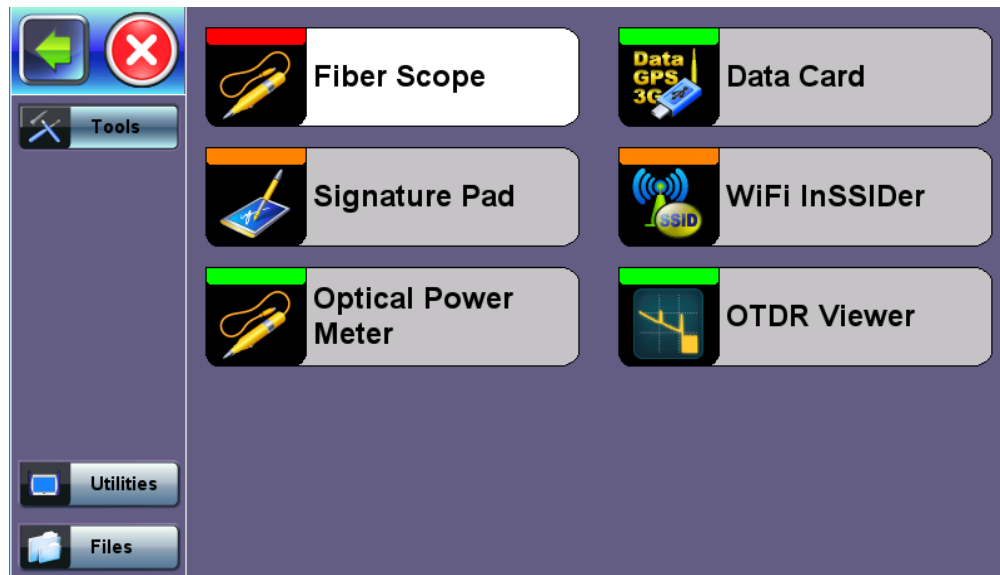 Tools
Utilities
Files
Fiber Scope
Data
GPS
3G
Data Card
Signature Pad
SSID
WiFi InSSIDer
Optical Power
Meter
OTDR Viewer